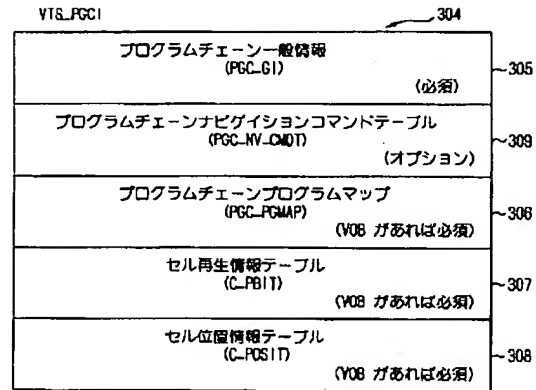 VTS_PGCI 304
プログラムチェーン一般情報
(PGC_GI)
(必須)
305
プログラムチェーンナビゲイションコマンドテーブル
(PGC_NV_CMDT)
(オプション)
309
プログラムチェーンプログラムマップ
(PGC_PGMAP)
(VOB があれば必須)
306
セル再生情報テーブル
(C_PBIT)
(VOB があれば必須)
307
セル位置情報テーブル
(C_POSIT)
(VOB があれば必須)
308